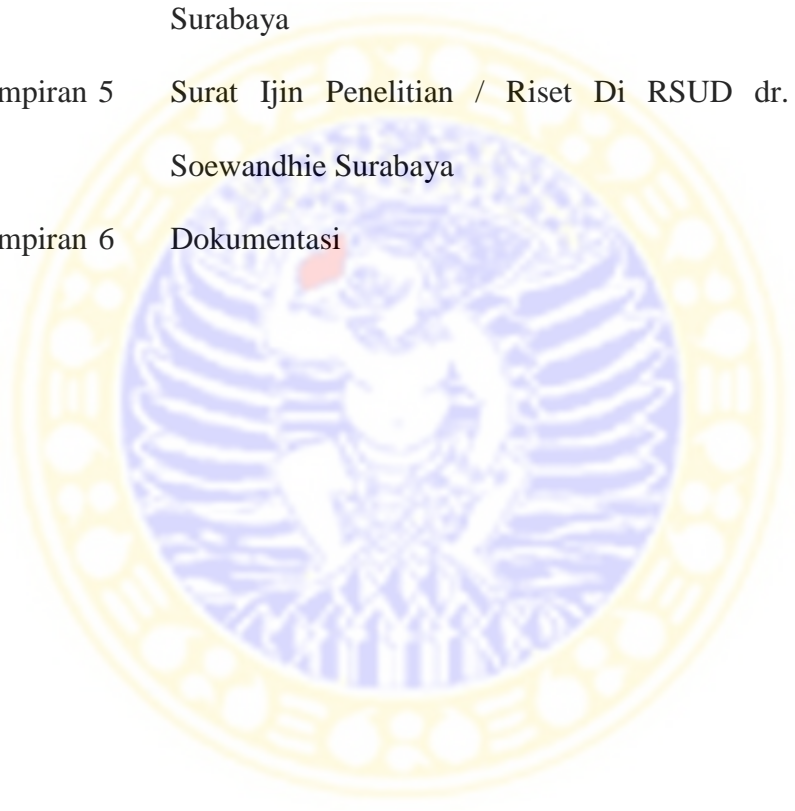 Surabaya
mpiran 5 Surat Ijin Penelitian / Riset Di RSUD dr.
Soewandhie Surabaya
mpiran 6 Dokumentasi